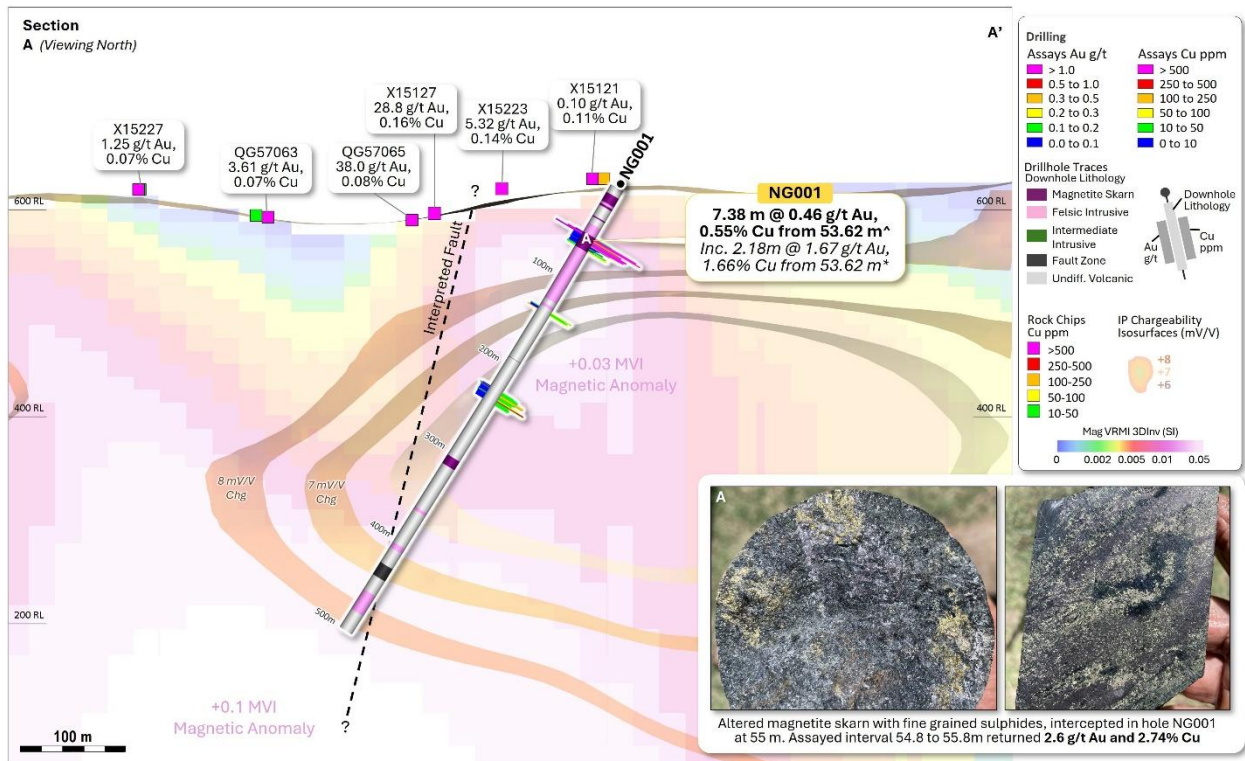 Section
A (Viewing North)
A'
X15227
1.25 g/t Au,
0.07% Cu
QG57063
3.61 g/t Au,
0.07% Cu
QG57065
38.0 g/t Au,
0.08% Cu
X15127
28.8 g/t Au,
0.16% Cu
X15223
5.32 g/t Au,
0.14% Cu
X15121
0.10 g/t Au,
0.11% Cu
NG001
?
600 RL
600 RL
NG001
7.38 m @ 0.46 g/t Au,
0.55% Cu from 53.62 m^
Inc. 2.18m @ 1.67 g/t Au,
1.66% Cu from 53.62 m*
A
100m
Interpreted Fault
200m
+0.03 MVI
Magnetic Anomaly
400 RL
400 RL
300m
8 mV/V
Chg
7 mV/V
Chg
400m
200 RL
500m
+0.1 MVI
Magnetic Anomaly
?
100 m
Drilling
Assays Au g/t
> 1.0
0.5 to 1.0
0.3 to 0.5
0.2 to 0.3
0.1 to 0.2
0.0 to 0.1
Assays Cu ppm
> 500
250 to 500
100 to 250
50 to 100
10 to 50
0 to 10
Drillhole Traces
Downhole Lithology
Magnetite Skarn
Felsic Intrusive
Intermediate
Intrusive
Fault Zone
Undiff. Volcanic
Downhole
Lithology
Au
g/t
Cu
ppm
Rock Chips
Cu ppm
>500
250-500
100-250
50-100
10-50
IP Chargeability
Isosurfaces (mV/V)
+8
+7
+6
Mag VRMI 3DInv (SI)
0 0.002 0.005 0.01 0.05
A
Altered magnetite skarn with fine grained sulphides, intercepted in hole NG001
at 55 m. Assayed interval 54.8 to 55.8m returned 2.6 g/t Au and 2.74% Cu